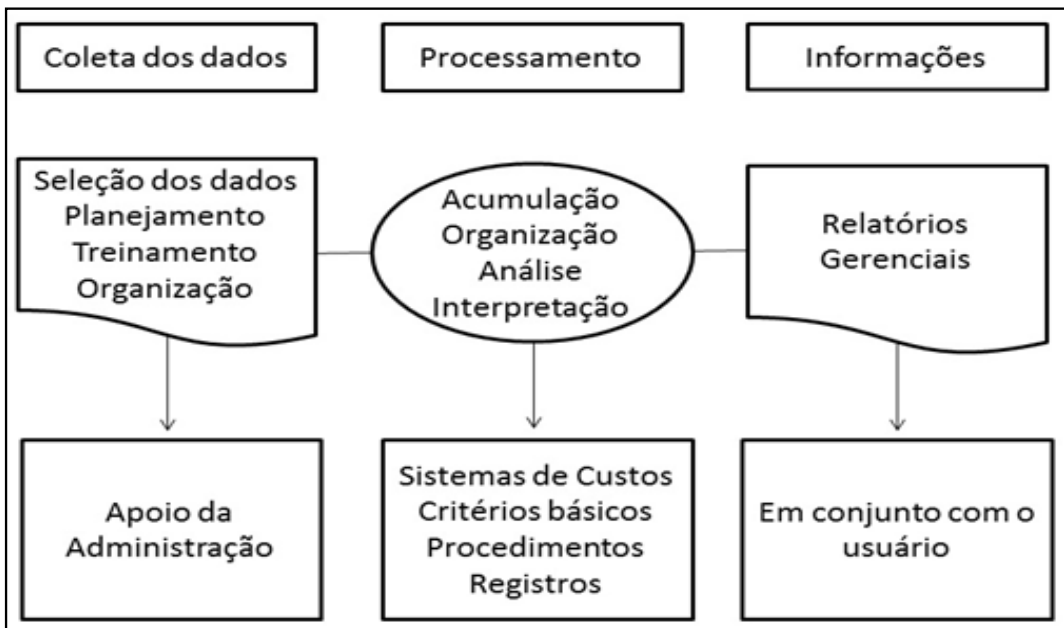 Coleta dos dados
Processamento
Informações
Seleção dos dados
Planejamento
Treinamento
Organização
Acumulação
Organização
Análise
Interpretação
Relatórios
Gerenciais
Apoio da
Administração
Sistemas de Custos
Critérios básicos
Procedimentos
Registros
Em conjunto com o
usuário